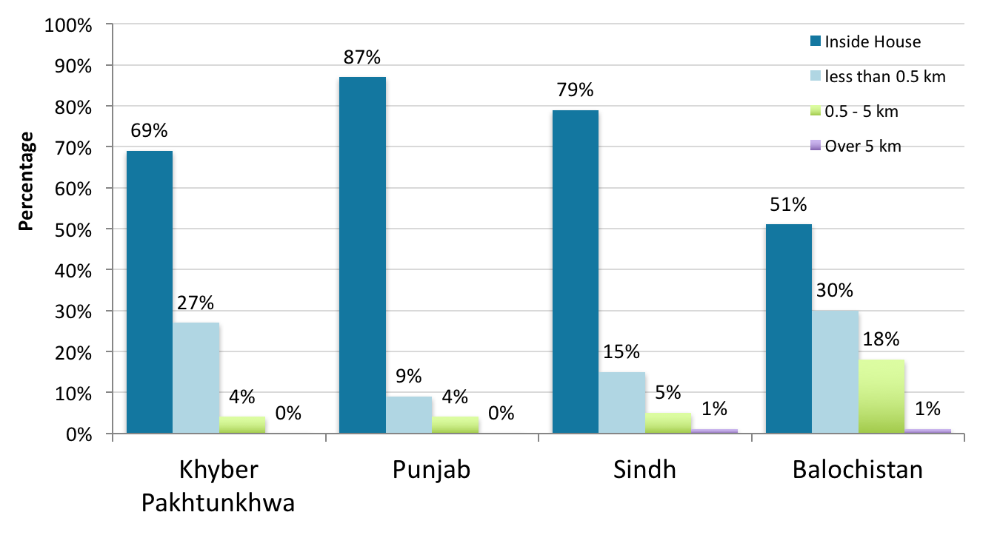 Percentage
100%
90%
80%
70%
60%
50%
40%
30%
20%
10%
0%
69%
27%
4%
0%
87%
9%
4%
0%
79%
15%
5%
1%
51%
30%
18%
1%
Inside House
less than 0.5 km
0.5 - 5 km
Over 5 km
Khyber
Pakhtunkhwa
Punjab
Sindh
Balochistan